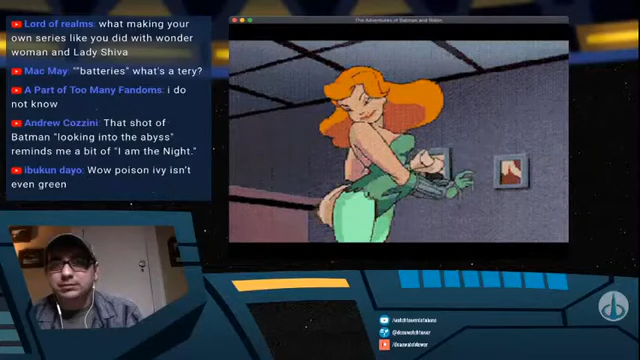 Lord of realms: what making your
own series like you did with wonder
woman and Lady Shiva
Mac May: ""batteries" what's a tery?
A Part of Too Many Fandoms: i do
not know
Andrew Cozzini: That shot of
Batman "looking into the abyss"
reminds me a bit of "I am the Night."
ibukun dayo: Wow poison ivy isn't
even green
The Adventures of Batman and Robin